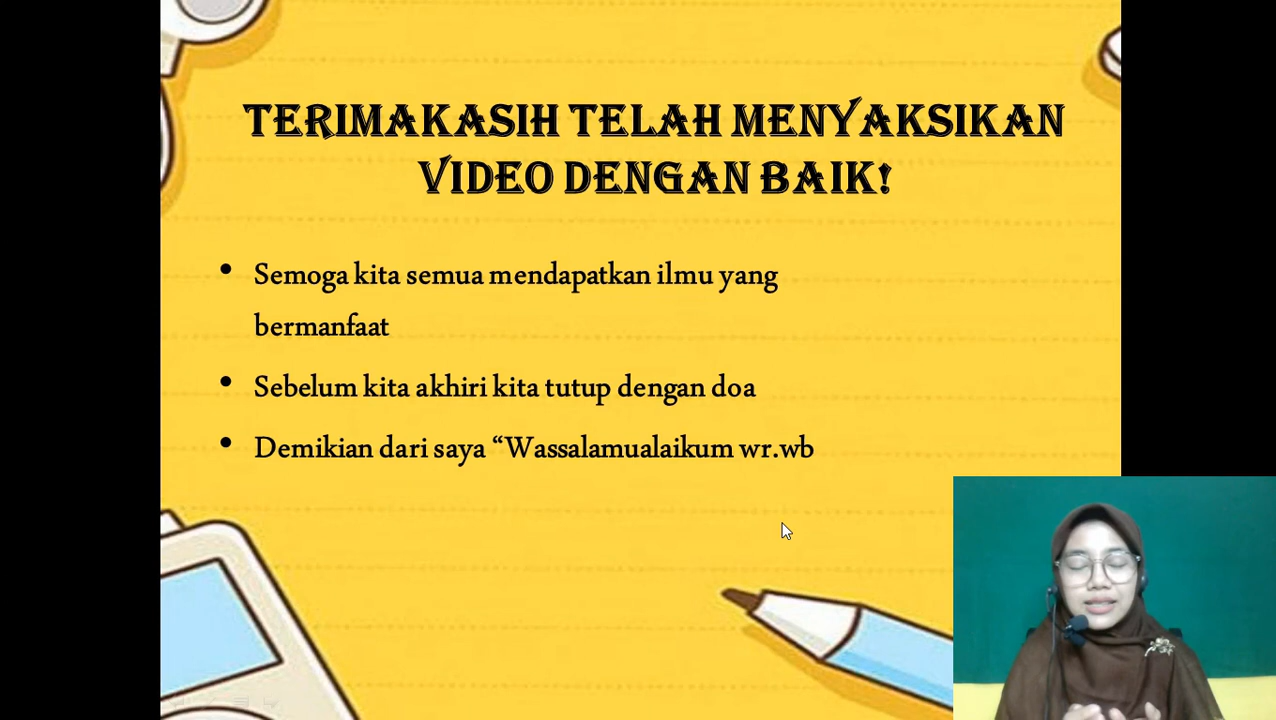 TERIMAKASIH TELAH MENYAKSIKAN
VIDEO DENGAN BAIK!
• Semoga kita semua mendapatkan ilmu yang
bermanfaat
• Sebelum kita akhiri kita tutup dengan doa
• Demikian dari saya “Wassalamualaikum wr.wb